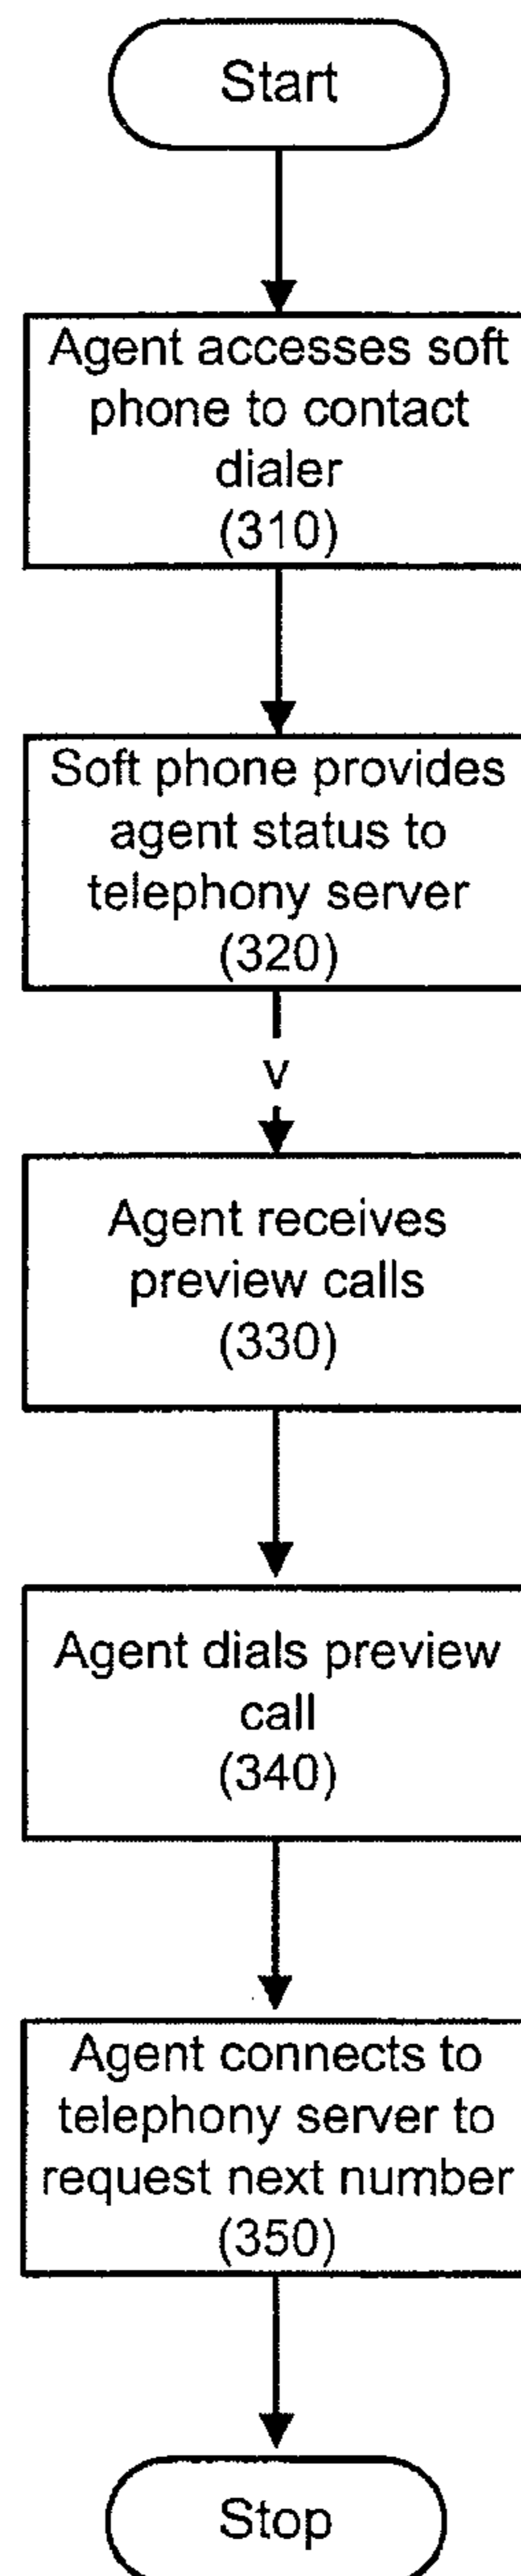 Start
Agent accesses soft
phone to contact
dialer
(310)
Soft phone provides
agent status to
telephony server
(320)
v
Agent receives
preview calls
(330)
Agent dials preview
call
(340)
Agent connects to
telephony server to
request next number
(350)
Stop